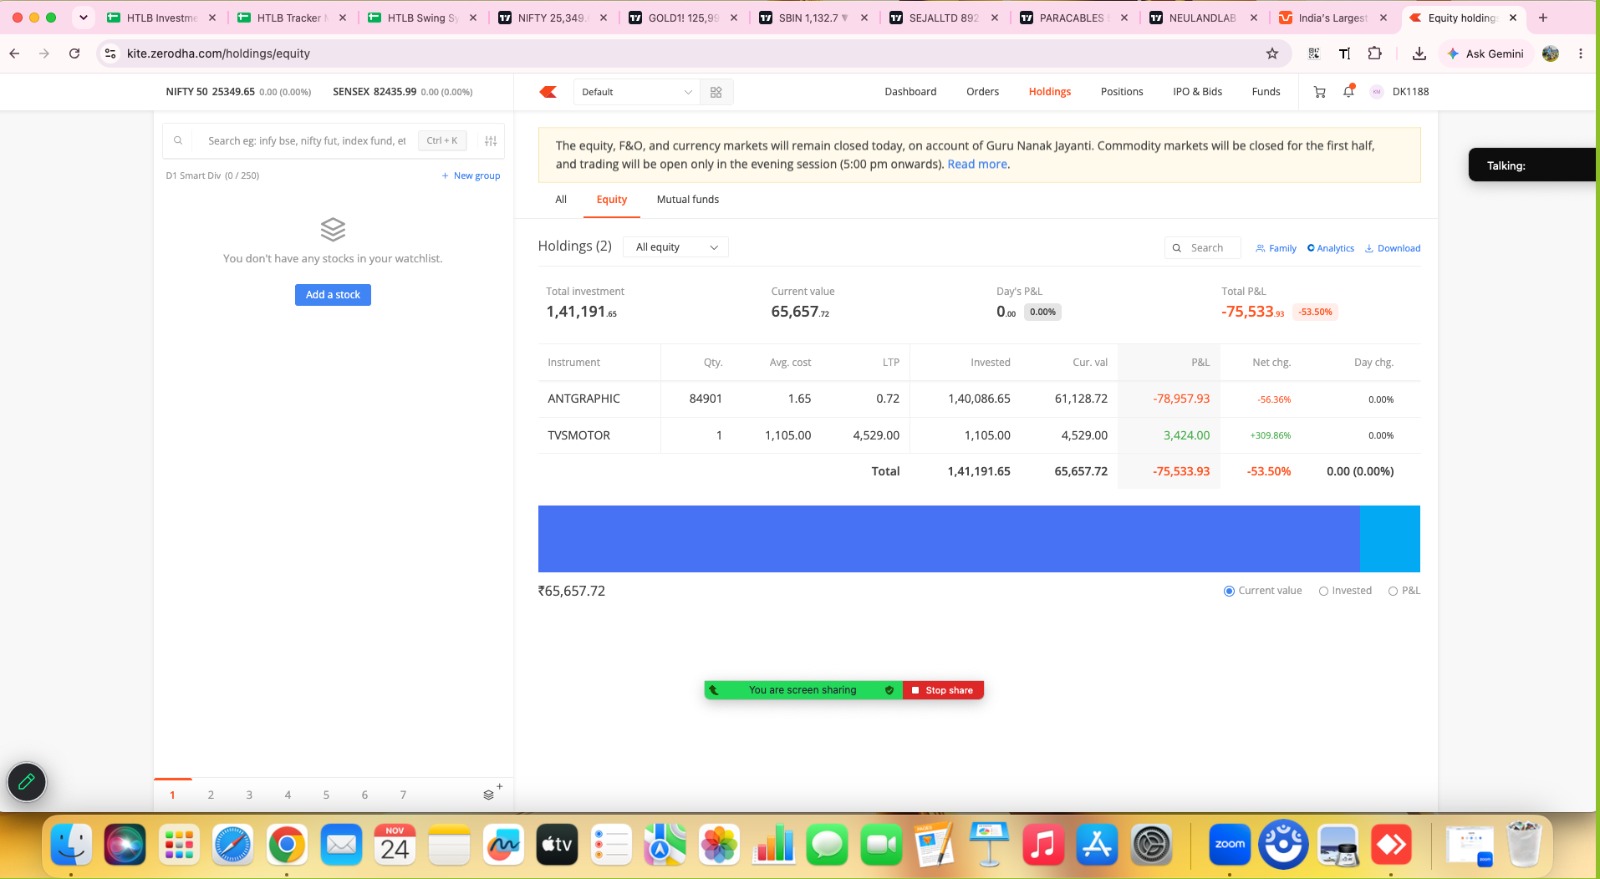 HTLB Investme
HTLB Tracker
HTLB Swing Sy
NIFTY 25,349.
GOLD1! 125,99
SBIN 1,132.7 ▼
SEJALLTD 892
PARACABLES
NEULANDLAB
India's Largest
Equity holding
kite.zerodha.com/holdings/equity
Ask Gemini
NIFTY 50 25349.65 0.00 (0.00%) SENSEX 82435.99 0.00 (0.00%)
Default
Dashboard Orders Holdings Positions IPO & Bids Funds DK1188
Search eg: infy bse, nifty fut, index fund, et Ctrl + K
D1 Smart Div (0 / 250) + New group
You don't have any stocks in your watchlist.
Add a stock
The equity, F&O, and currency markets will remain closed today, on account of Guru Nanak Jayanti. Commodity markets will be closed for the first half,
and trading will be open only in the evening session (5:00 pm onwards). Read more.
Talking:
All Equity Mutual funds
Holdings (2) All equity Search Family Analytics Download
Total investment Current value Day's P&L Total P&L
1,41,191.65 65,657.72 0.00 0.00% -75,533.93 -53.50%
Instrument Qty. Avg. cost LTP Invested Cur. val P&L Net chg. Day chg.
ANTGRAPHIC 84901 1.65 0.72 1,40,086.65 61,128.72 -78,957.93 -56.36% 0.00%
TVSMOTOR 1 1,105.00 4,529.00 1,105.00 4,529.00 3,424.00 +309.86% 0.00%
Total 1,41,191.65 65,657.72 -75,533.93 -53.50% 0.00 (0.00%)
₹65,657.72 Current value Invested P&L
You are screen sharing Stop share
1 2 3 4 5 6 7
NOV
24
tv
zoom